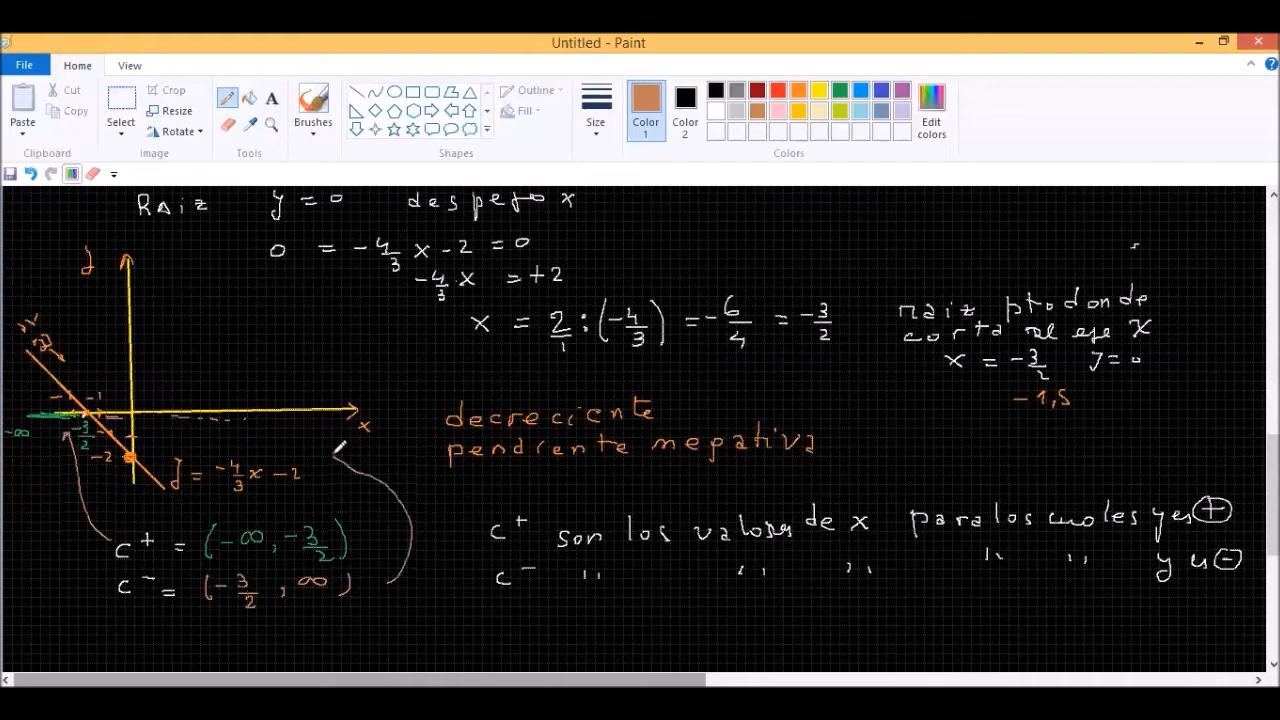 Untitled - Paint
File Home View
Cut
Copy
Paste
Clipboard
Select
Crop
Resize
Rotate
Image
Tools
Brushes
Shapes
Outline
Fill
Size
Color 1
Color 2
Edit colors
Colors
Raiz y = 0 despejo x
0 = -4/3 x - 2 = 0
-4/3 x = +2
x = 2/1 : (-4/3) = -6/4 = -3/2
raiz pto donde
corta al eje X
x = -3/2 y = 0
-1,5
y
x
-1
-∞
-3/2
-2
y = -4/3 x - 2
decreciente
pendiente negativa
c+ = (-∞, -3/2)
c- = (-3/2, ∞)
c+ son los valores de x para los cuales y es +
c- ,, ,, ,, ,, ,, y es -